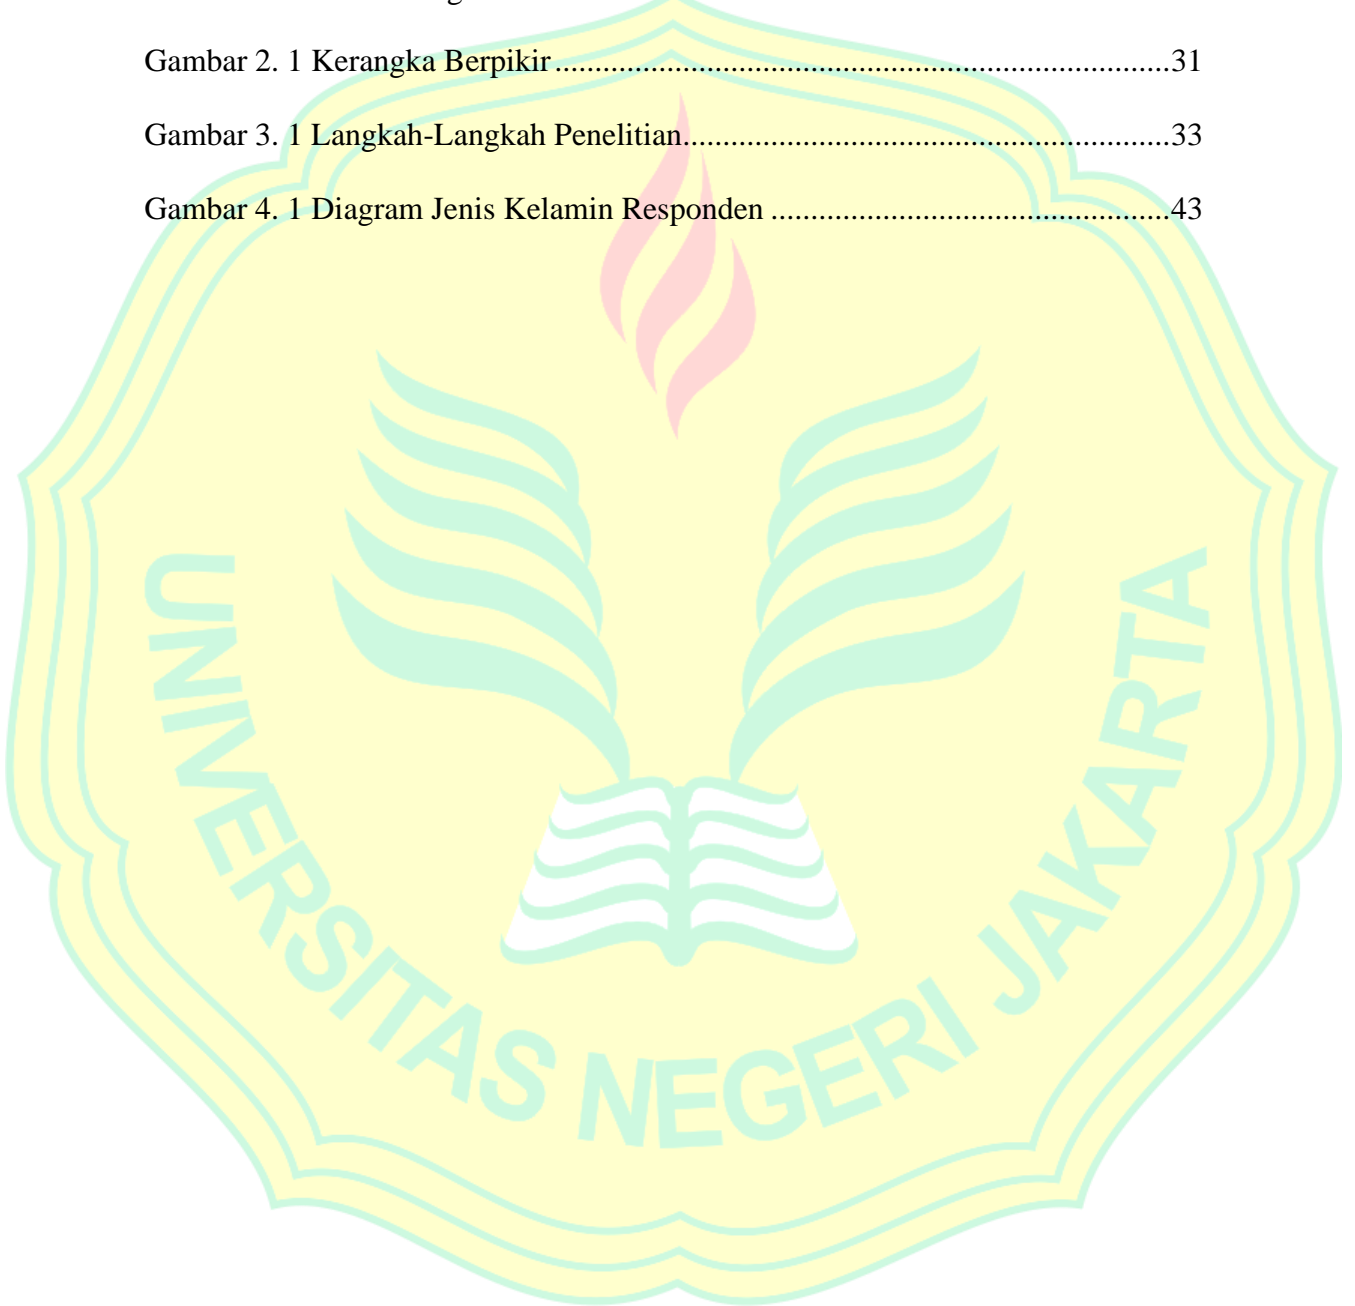 Gambar 2. 1 Kerangka Berpikir...............................................................................31
Gambar 3. 1 Langkah-Langkah Penelitian...............................................................33
Gambar 4. 1 Diagram Jenis Kelamin Responden ...................................................43
UNIVERSITAS NEGERI JAKARTA